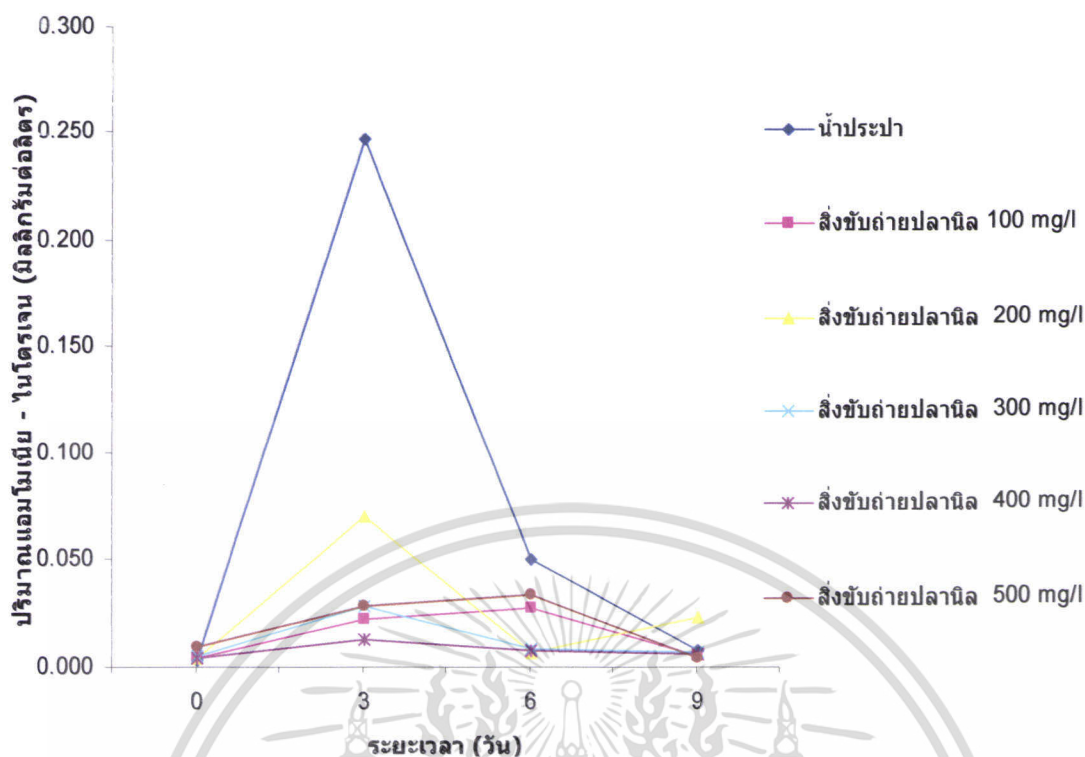 ปริมาณแอมโมเนีย - ไนโตรเจน (มิลลิกรัมต่อลิตร)
0.300
0.250
0.200
0.150
0.100
0.050
0.000
0 3 6 9
ระยะเวลา (วัน)
น้ำประปา
สิ่งขับถ่ายปลานิล 100 mg/l
สิ่งขับถ่ายปลานิล 200 mg/l
สิ่งขับถ่ายปลานิล 300 mg/l
สิ่งขับถ่ายปลานิล 400 mg/l
สิ่งขับถ่ายปลานิล 500 mg/l